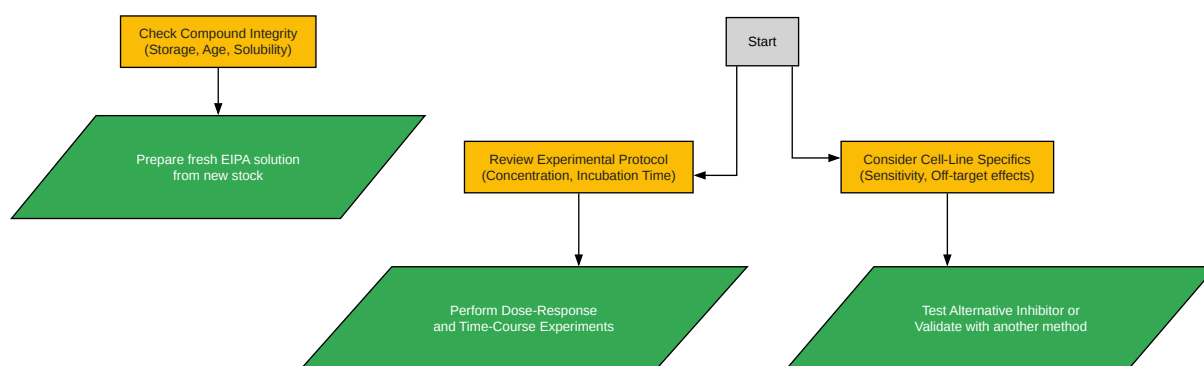 Check Compound Integrity
(Storage, Age, Solubility)
Start
Prepare fresh EIPA solution
from new stock
Review Experimental Protocol
(Concentration, Incubation Time)
Consider Cell-Line Specifics
(Sensitivity, Off-target effects)
Perform Dose-Response
and Time-Course Experiments
Test Alternative Inhibitor or
Validate with another method